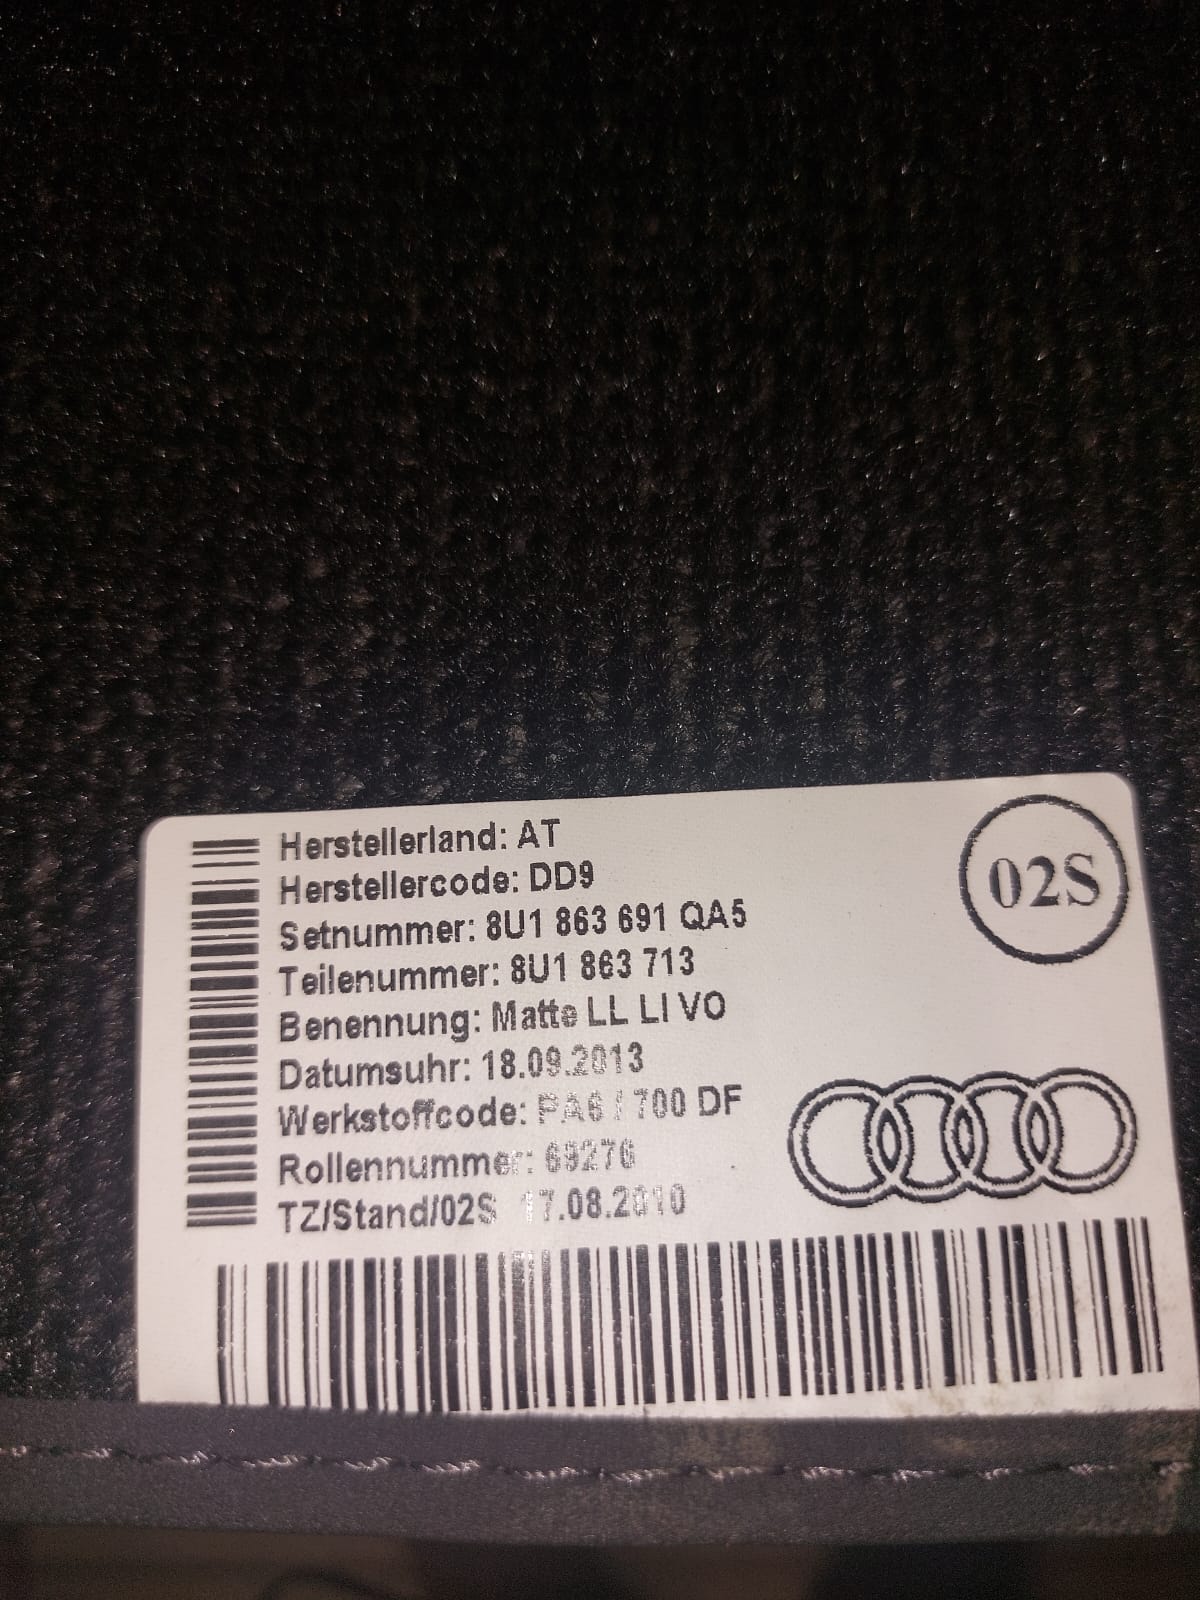 Herstellerland: AT
Herstellercode: DD9
Setnummer: 8U1 863 691 QA5
Teilenummer: 8U1 863 713
Benennung: Matte LL LI VO
Datumsuhr: 18.09.2013
Werkstoffcode: PA6 / 700 DF
Rollennummer: 69276
TZ/Stand/02S 17.08.2010
02S